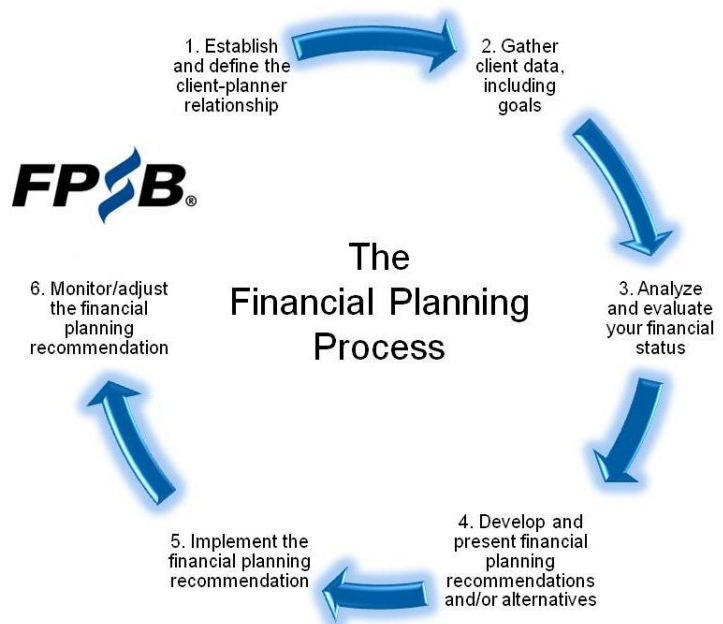 1. Establish
and define the
client-planner
relationship
2. Gather
client data,
including
goals
FPSB®
The
Financial Planning
Process
6. Monitor/adjust
the financial
planning
recommendation
3. Analyze
and evaluate
your financial
status
5. Implement the
financial planning
recommendation
4. Develop and
present financial
planning
recommendations
and/or alternatives